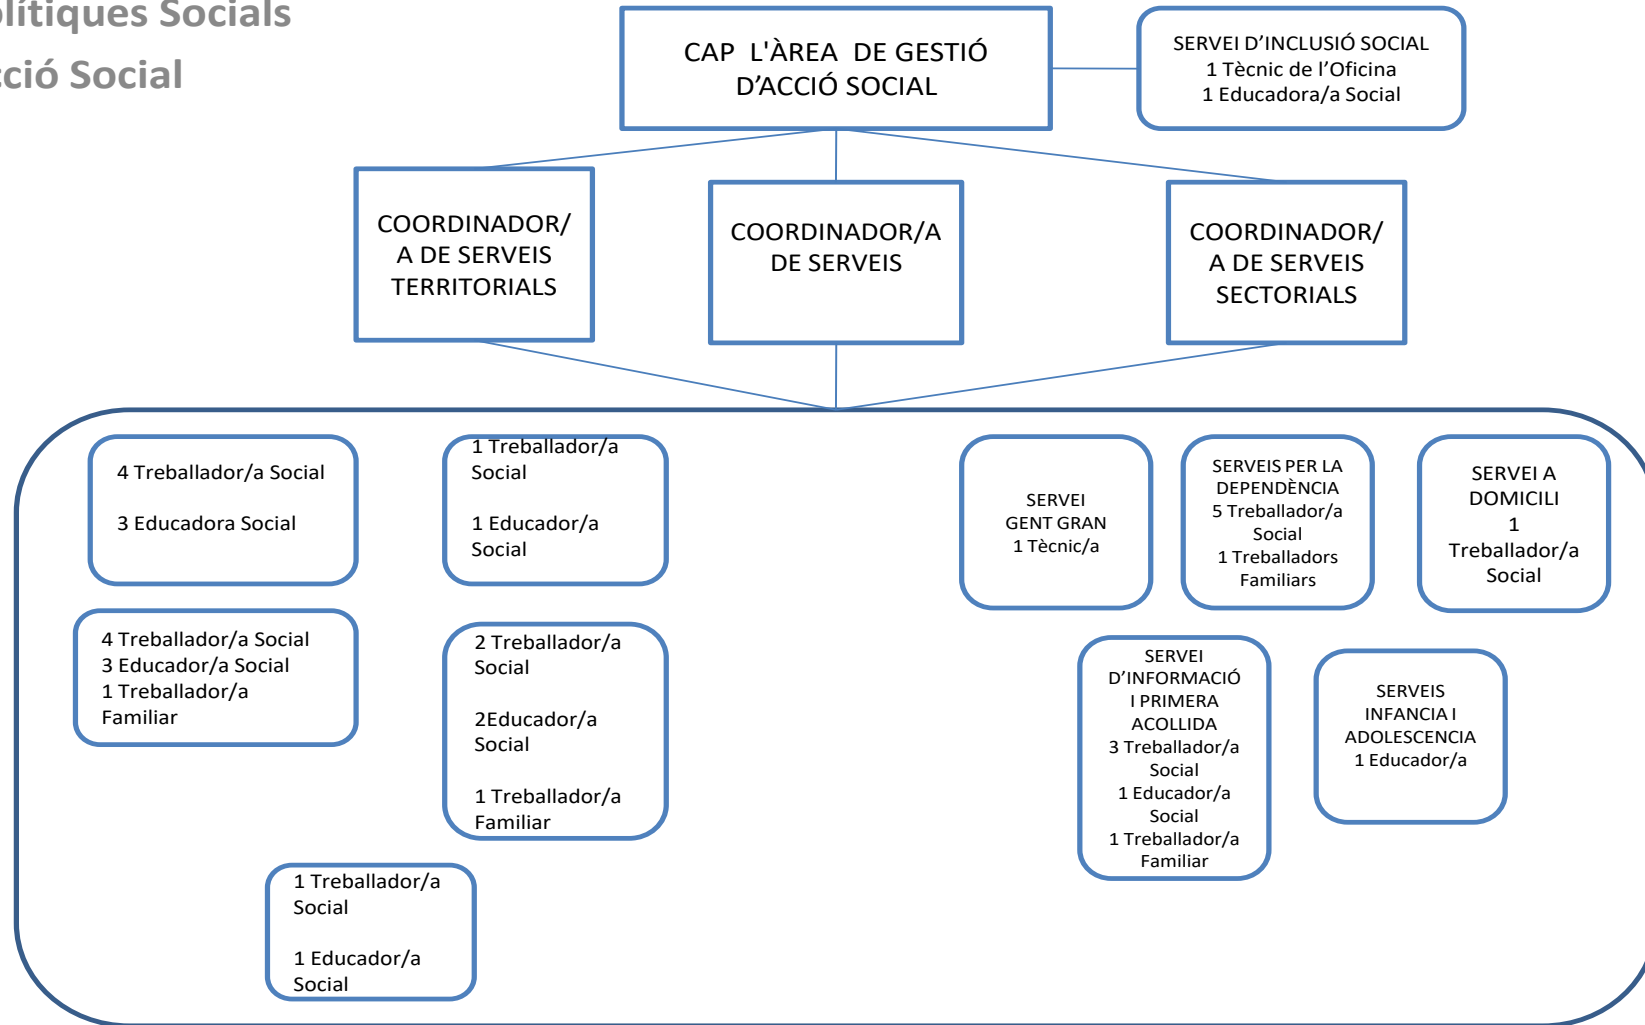 olítiques Socials
cció Social
CAP L'ÀREA DE GESTIÓ
D'ACCIÓ SOCIAL
SERVEI D'INCLUSIÓ SOCIAL
1 Tècnic de l'Oficina
1 Educadora/a Social
COORDINADOR/
A DE SERVEIS
TERRITORIALS
COORDINADOR/A
DE SERVEIS
COORDINADOR/
A DE SERVEIS
SECTORIALS
4 Treballador/a Social
3 Educadora Social
1 Treballador/a
Social
1 Educador/a
Social
SERVEI
GENT GRAN
1 Tècnic/a
SERVEIS PER LA
DEPENDÈNCIA
5 Treballador/a
Social
1 Treballadors
Familiars
SERVEI A
DOMICILI
1
Treballador/a
Social
4 Treballador/a Social
3 Educador/a Social
1 Treballador/a
Familiar
2 Treballador/a
Social
2Educador/a
Social
1 Treballador/a
Familiar
SERVEI
D'INFORMACIÓ
I PRIMERA
ACOLLIDA
3 Treballador/a
Social
1 Educador/a
Social
1 Treballador/a
Familiar
SERVEIS
INFANCIA I
ADOLESCENCIA
1 Educador/a
1 Treballador/a
Social
1 Educador/a
Social